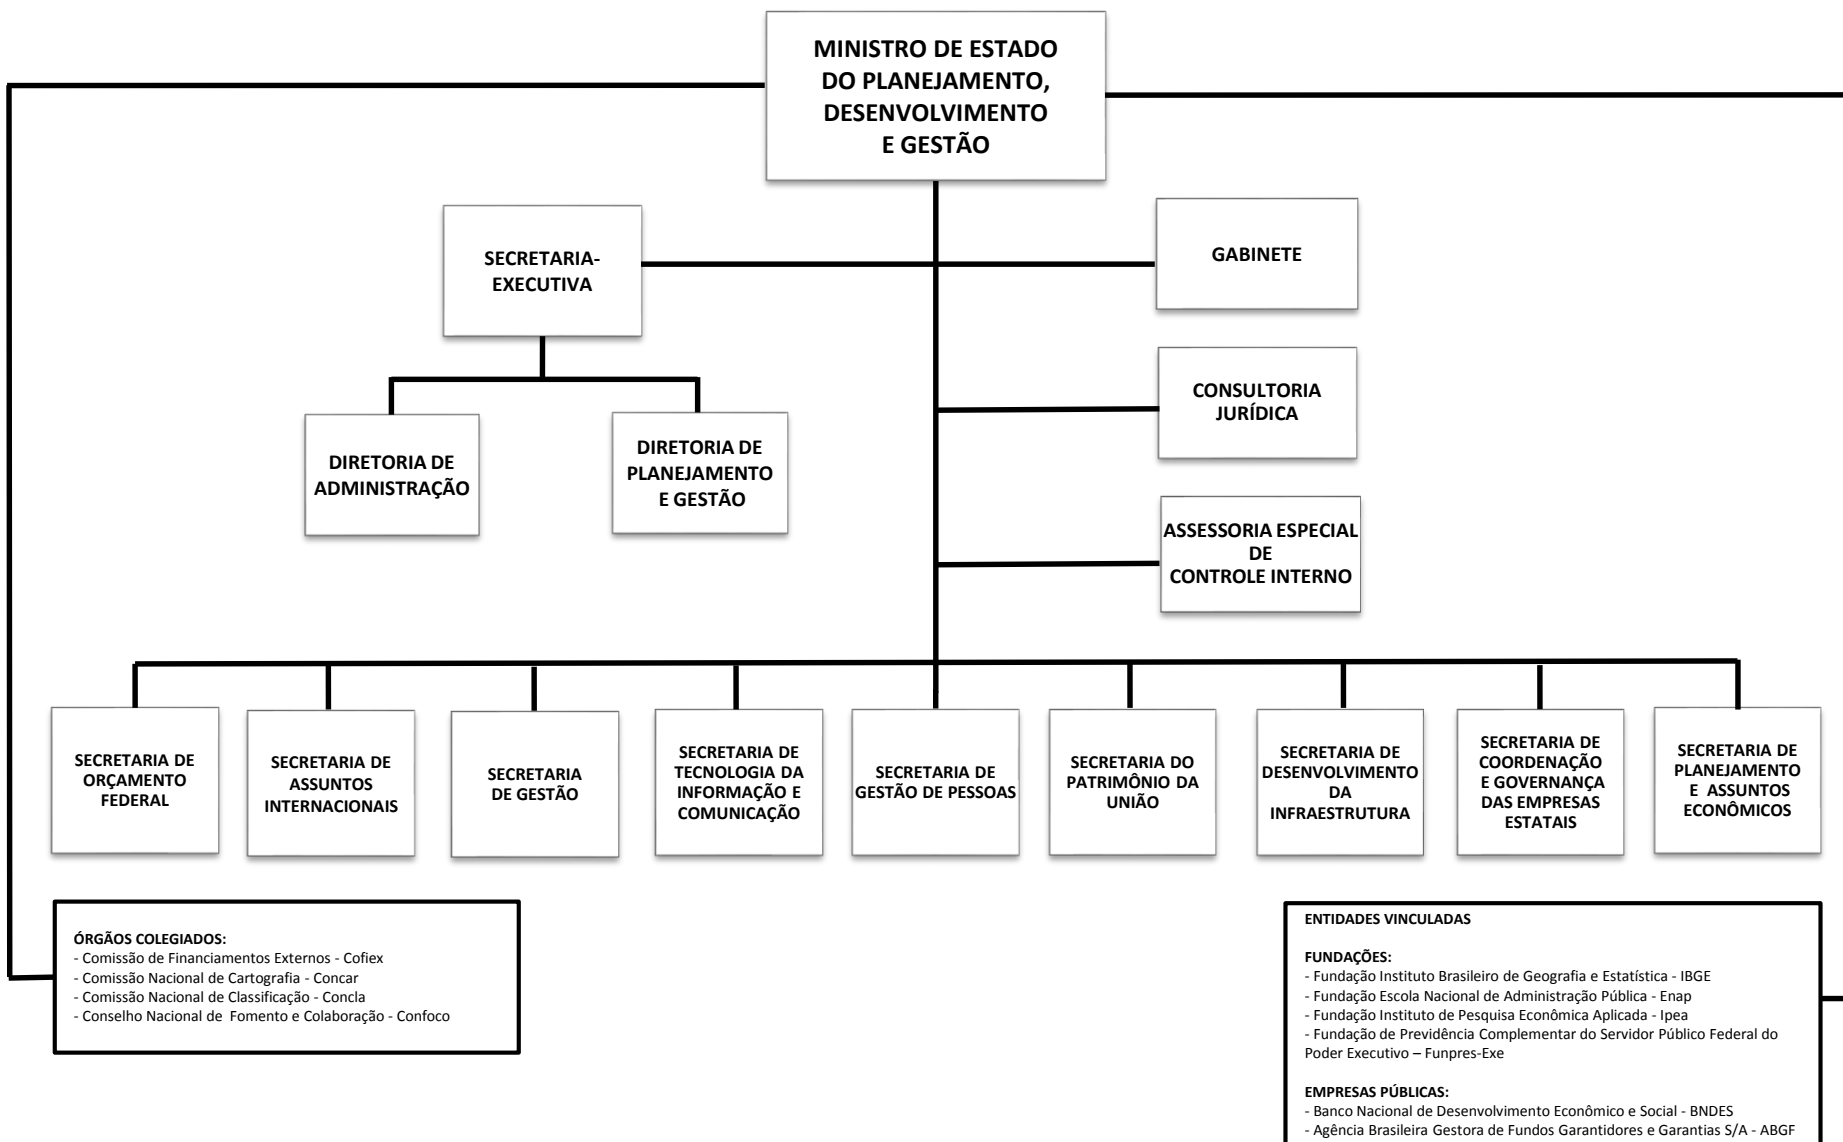 MINISTRO DE ESTADO
DO PLANEJAMENTO,
DESENVOLVIMENTO
E GESTÃO
SECRETARIA-
EXECUTIVA
GABINETE
CONSULTORIA
JURÍDICA
DIRETORIA DE
ADMINISTRAÇÃO
DIRETORIA DE
PLANEJAMENTO
E GESTÃO
ASSESSORIA ESPECIAL
DE
CONTROLE INTERNO
SECRETARIA DE
ORÇAMENTO
FEDERAL
SECRETARIA DE
ASSUNTOS
INTERNACIONAIS
SECRETARIA
DE GESTÃO
SECRETARIA DE
TECNOLOGIA DA
INFORMAÇÃO E
COMUNICAÇÃO
SECRETARIA DE
GESTÃO DE PESSOAS
SECRETARIA DO
PATRIMÔNIO DA
UNIÃO
SECRETARIA DE
DESENVOLVIMENTO
DA
INFRAESTRUTURA
SECRETARIA DE
COORDENAÇÃO
E GOVERNANÇA
DAS EMPRESAS
ESTATAIS
SECRETARIA DE
PLANEJAMENTO
E ASSUNTOS
ECONÔMICOS
ÓRGÃOS COLEGIADOS:
- Comissão de Financiamentos Externos - Cofiex
- Comissão Nacional de Cartografia - Concar
- Comissão Nacional de Classificação - Concla
- Conselho Nacional de Fomento e Colaboração - Confoco
ENTIDADES VINCULADAS
FUNDAÇÕES:
- Fundação Instituto Brasileiro de Geografia e Estatística - IBGE
- Fundação Escola Nacional de Administração Pública - Enap
- Fundação Instituto de Pesquisa Econômica Aplicada - Ipea
- Fundação de Previdência Complementar do Servidor Público Federal do
Poder Executivo – Funpres-Exe
EMPRESAS PÚBLICAS:
- Banco Nacional de Desenvolvimento Econômico e Social - BNDES
- Agência Brasileira Gestora de Fundos Garantidores e Garantias S/A - ABGF